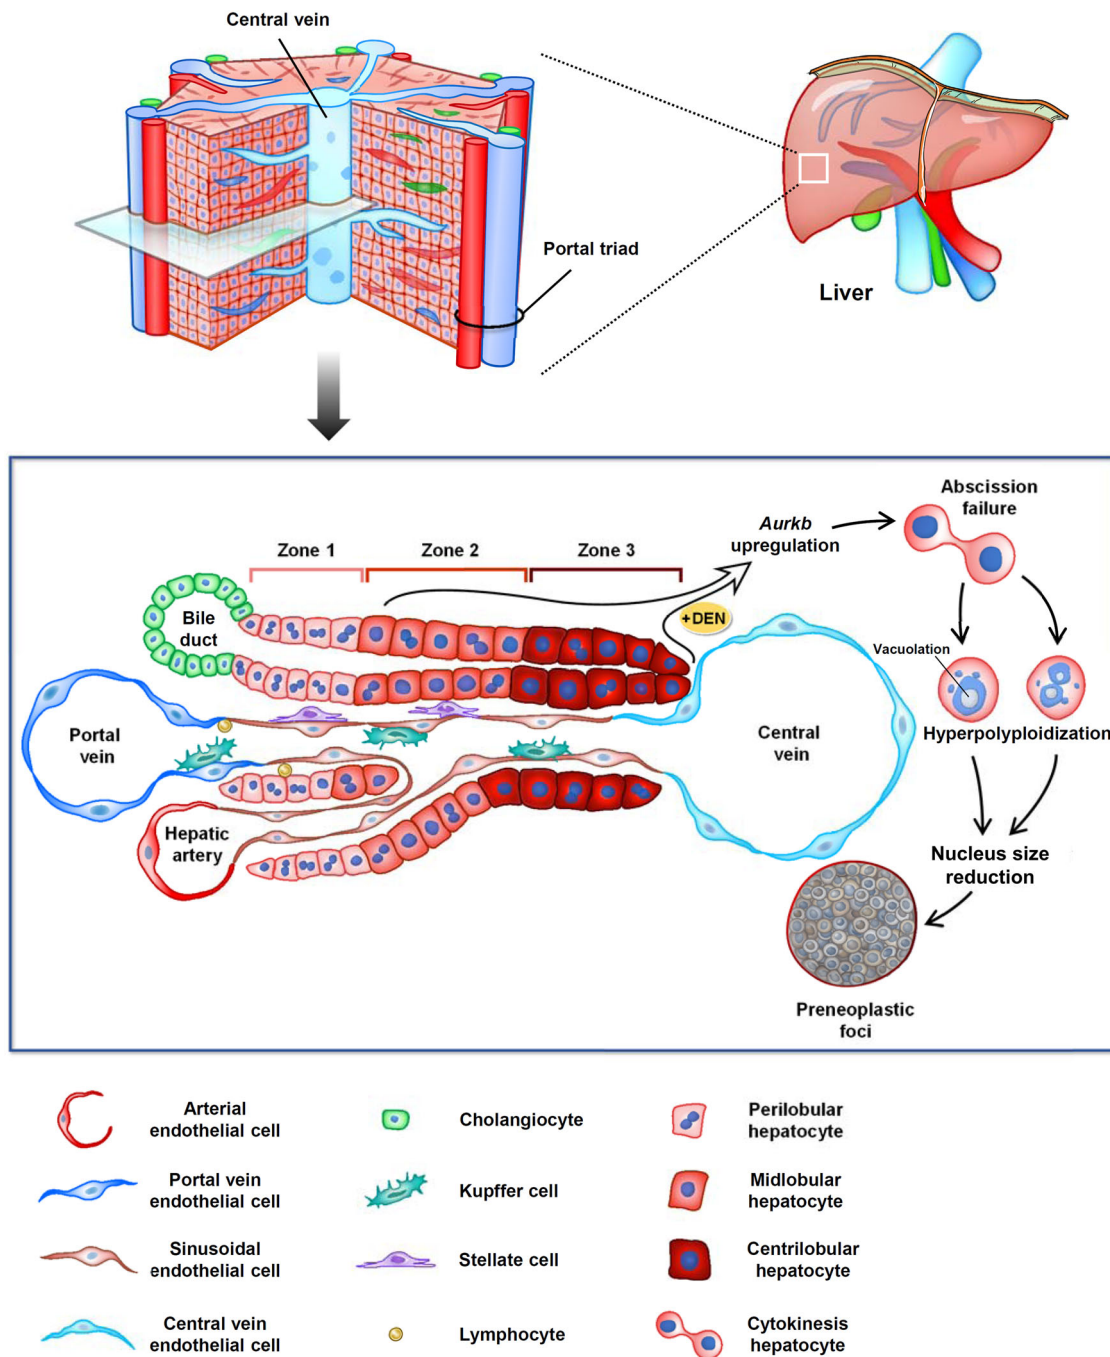 Central vein
Portal triad
Liver
Zone 1
Zone 2
Zone 3
Aurkb
upregulation
Abscission
failure
+DEN
Bile
duct
Vacuolation
Hyperpolyploidization
Portal
vein
Central
vein
Hepatic
artery
Nucleus size
reduction
Preneoplastic
foci
Arterial
endothelial cell
Cholangiocyte
Perilobular
hepatocyte
Portal vein
endothelial cell
Kupffer cell
Midlobular
hepatocyte
Sinusoidal
endothelial cell
Stellate cell
Centrilobular
hepatocyte
Central vein
endothelial cell
Lymphocyte
Cytokinesis
hepatocyte